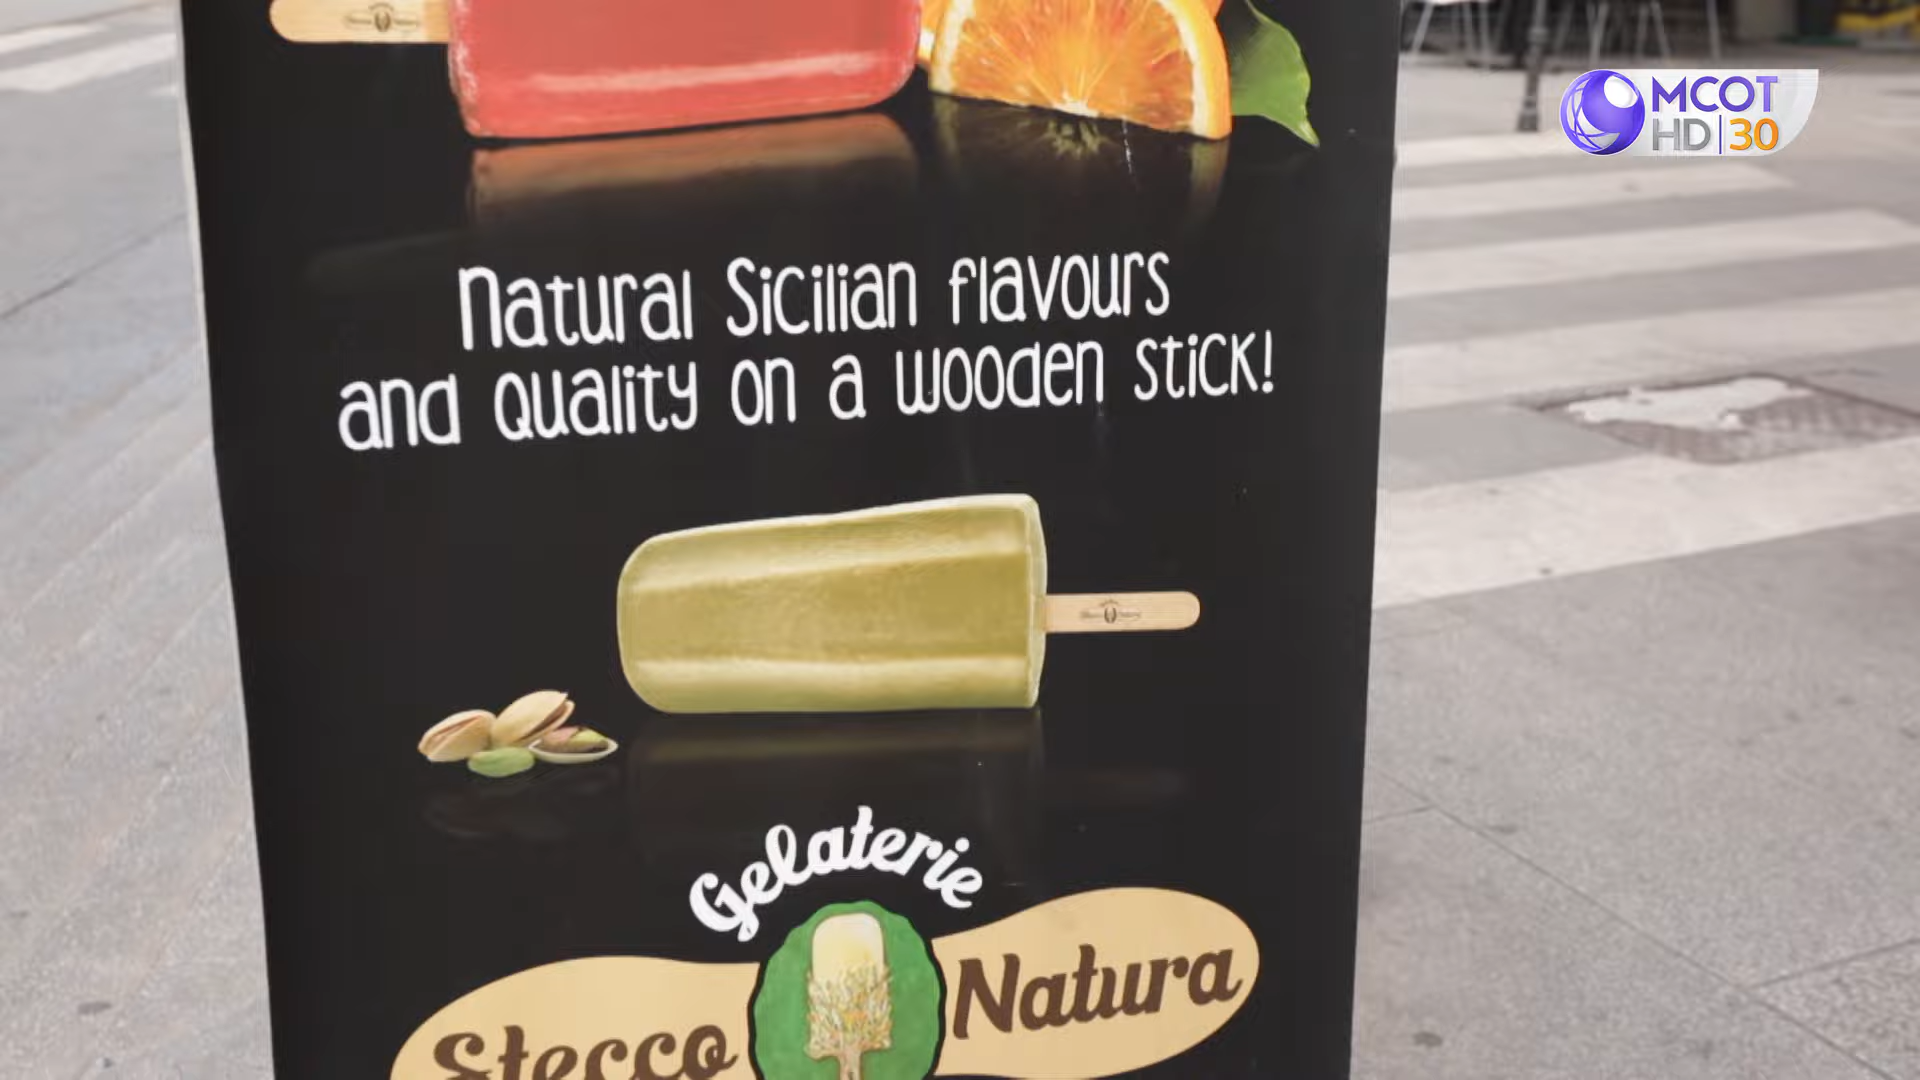 MCOT
HD 30
Natural Sicilian flavours
and quality on a wooden stick!
Gelaterie
Stecco Natura